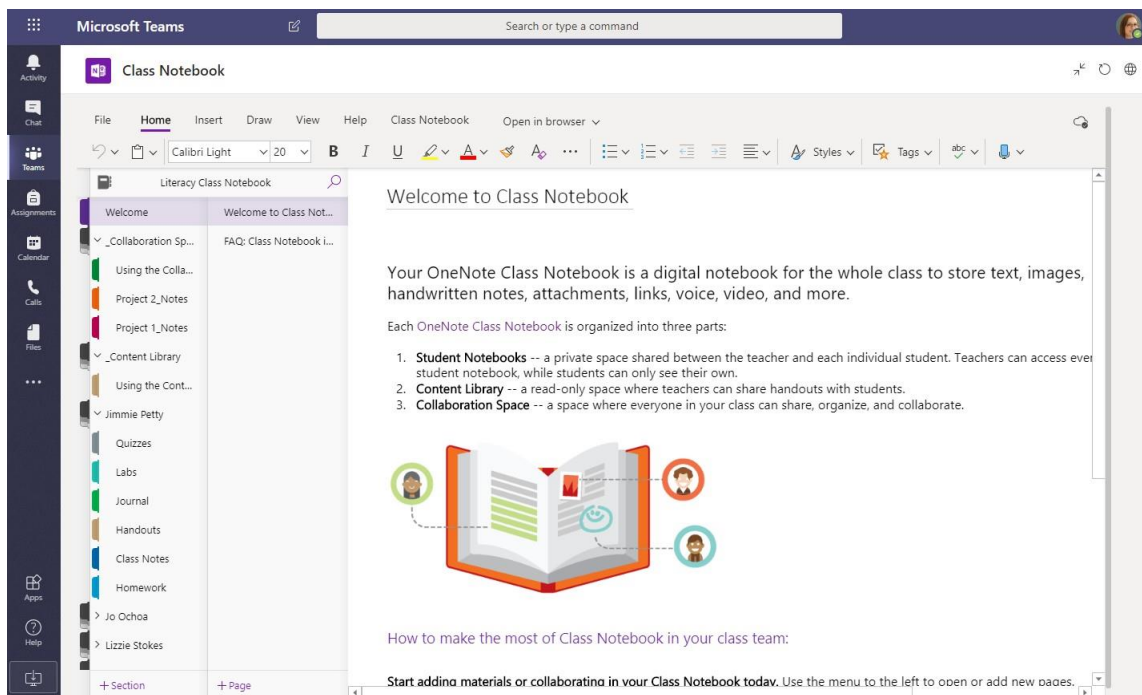 Microsoft Teams
Search or type a command
Activity
Chat
Teams
Assignments
Calendar
Calls
Files
Apps
Help
N
Class Notebook
File Home Insert Draw View Help Class Notebook Open in browser
Calibri Light 20 B I U A A ... Styles Tags abc
Literacy Class Notebook
Welcome
_Collaboration Sp...
Using the Colla...
Project 2_Notes
Project 1_Notes
_Content Library
Using the Cont...
Jimmie Petty
Quizzes
Labs
Journal
Handouts
Class Notes
Homework
Jo Ochoa
Lizzie Stokes
+ Section
Welcome to Class Not...
FAQ: Class Notebook i...
+ Page
Welcome to Class Notebook
Your OneNote Class Notebook is a digital notebook for the whole class to store text, images,
handwritten notes, attachments, links, voice, video, and more.
Each OneNote Class Notebook is organized into three parts:
1. Student Notebooks -- a private space shared between the teacher and each individual student. Teachers can access ever
student notebook, while students can only see their own.
2. Content Library -- a read-only space where teachers can share handouts with students.
3. Collaboration Space -- a space where everyone in your class can share, organize, and collaborate.
How to make the most of Class Notebook in your class team:
Start adding materials or collaborating in your Class Notebook today. Use the menu to the left to open or add new pages.